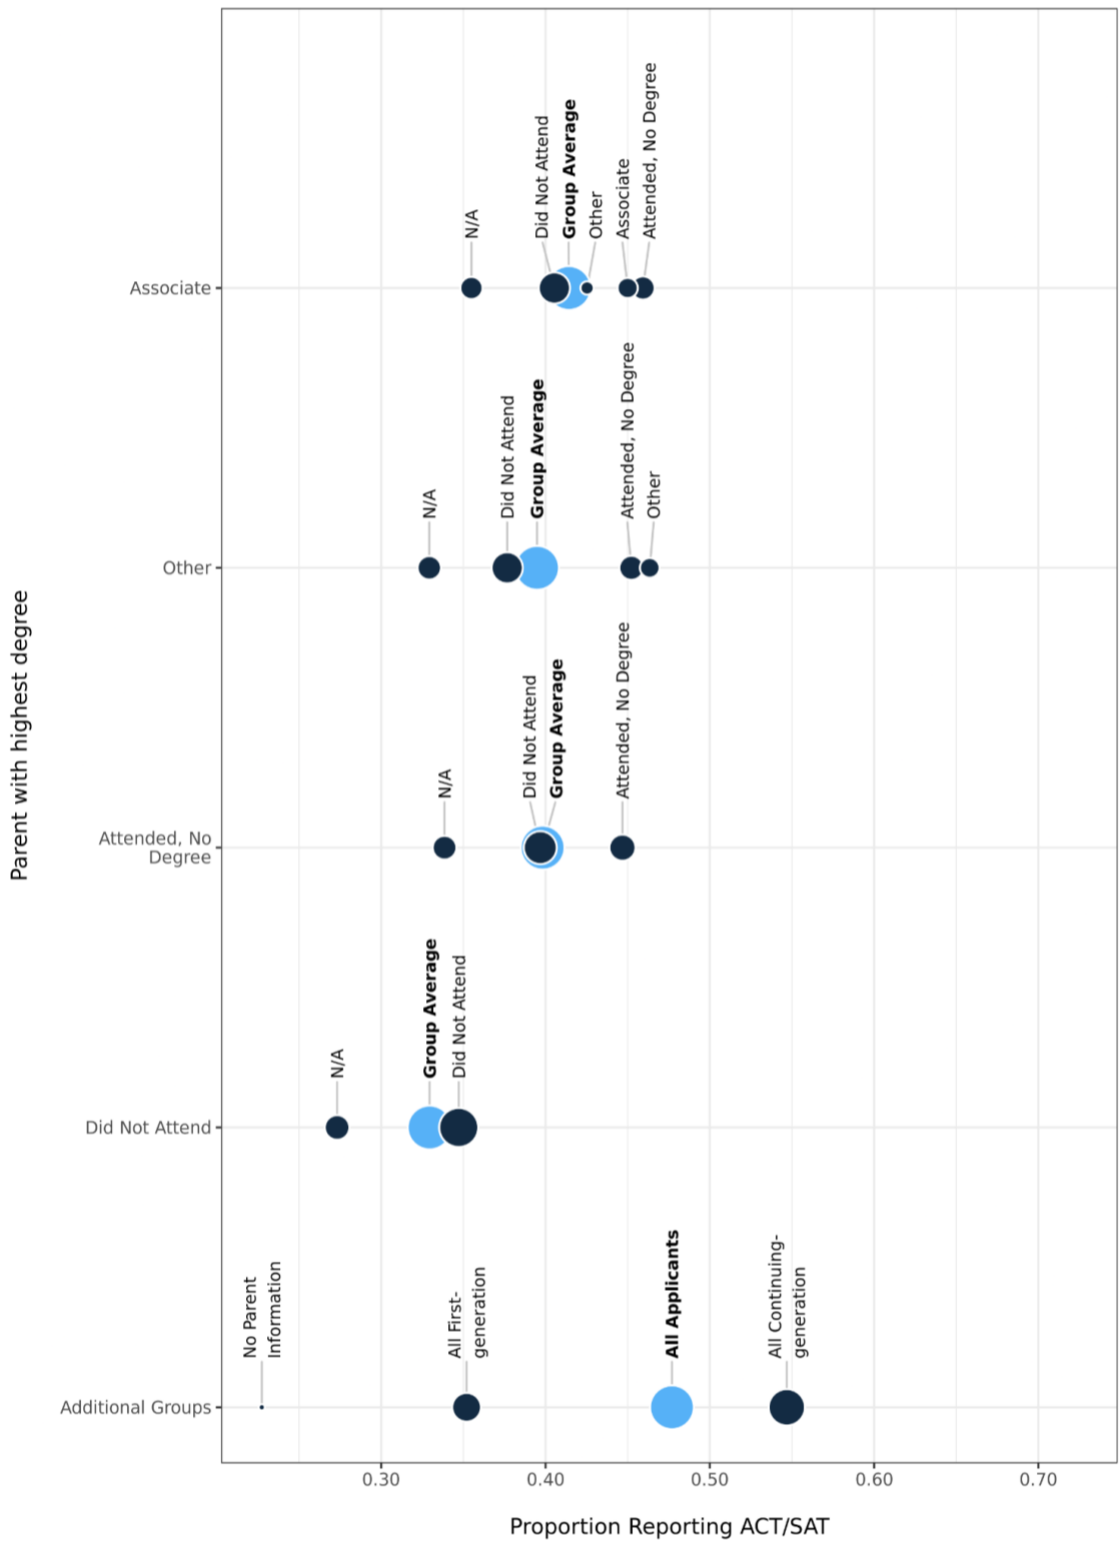 Parent with highest degree
Associate
N/A
Did Not Attend
Group Average
Other
Associate
Attended, No Degree
Other
N/A
Did Not Attend
Group Average
Attended, No Degree
Other
Attended, No
Degree
N/A
Did Not Attend
Group Average
Attended, No Degree
Did Not Attend
N/A
Group Average
Did Not Attend
Additional Groups
No Parent
Information
All First-
generation
All Applicants
All Continuing-
generation
0.30
0.40
0.50
0.60
0.70
Proportion Reporting ACT/SAT